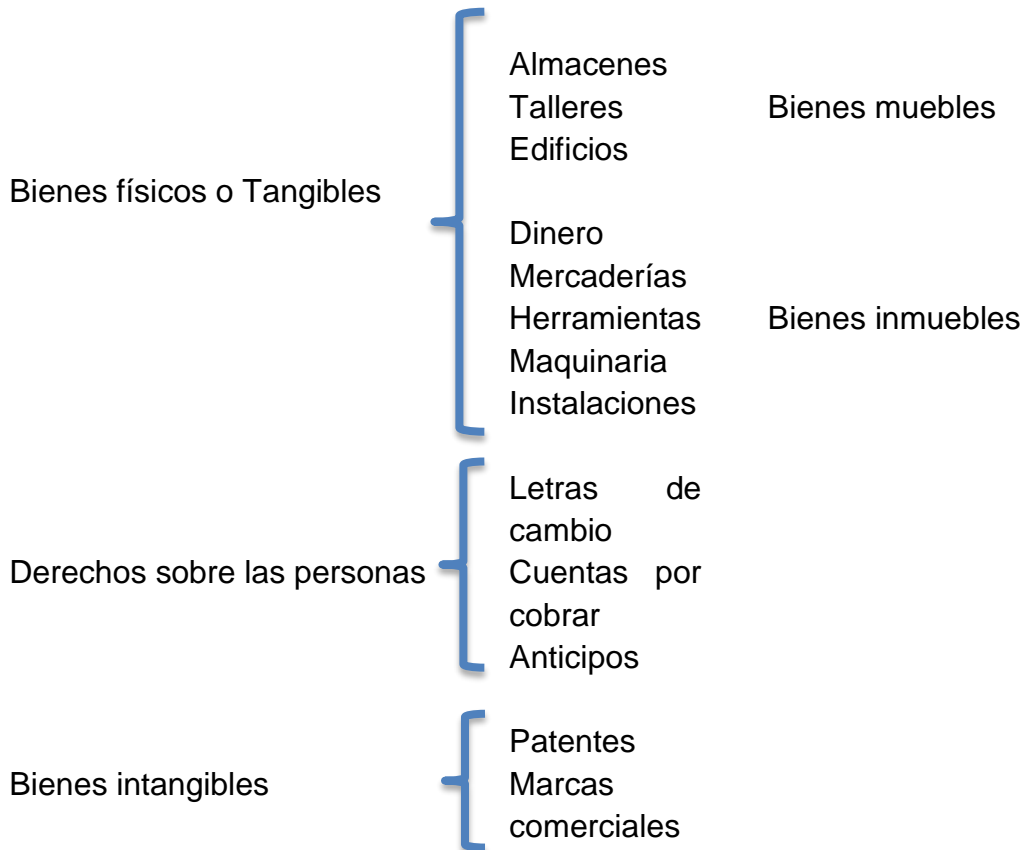 Almacenes
Talleres Bienes muebles
Edificios
Bienes físicos o Tangibles
Dinero
Mercaderías
Herramientas Bienes inmuebles
Maquinaria
Instalaciones
Letras de
cambio
Derechos sobre las personas Cuentas por
cobrar
Anticipos
Patentes
Bienes intangibles Marcas
comerciales